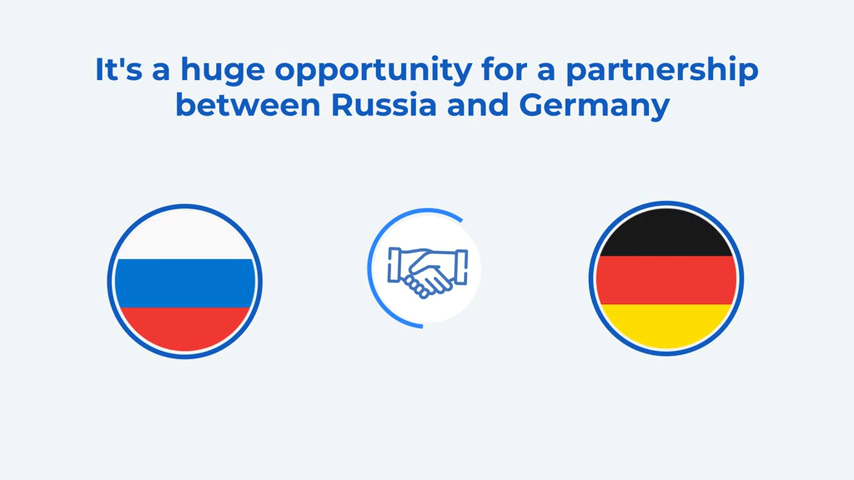 It's a huge opportunity for a partnership
between Russia and Germany